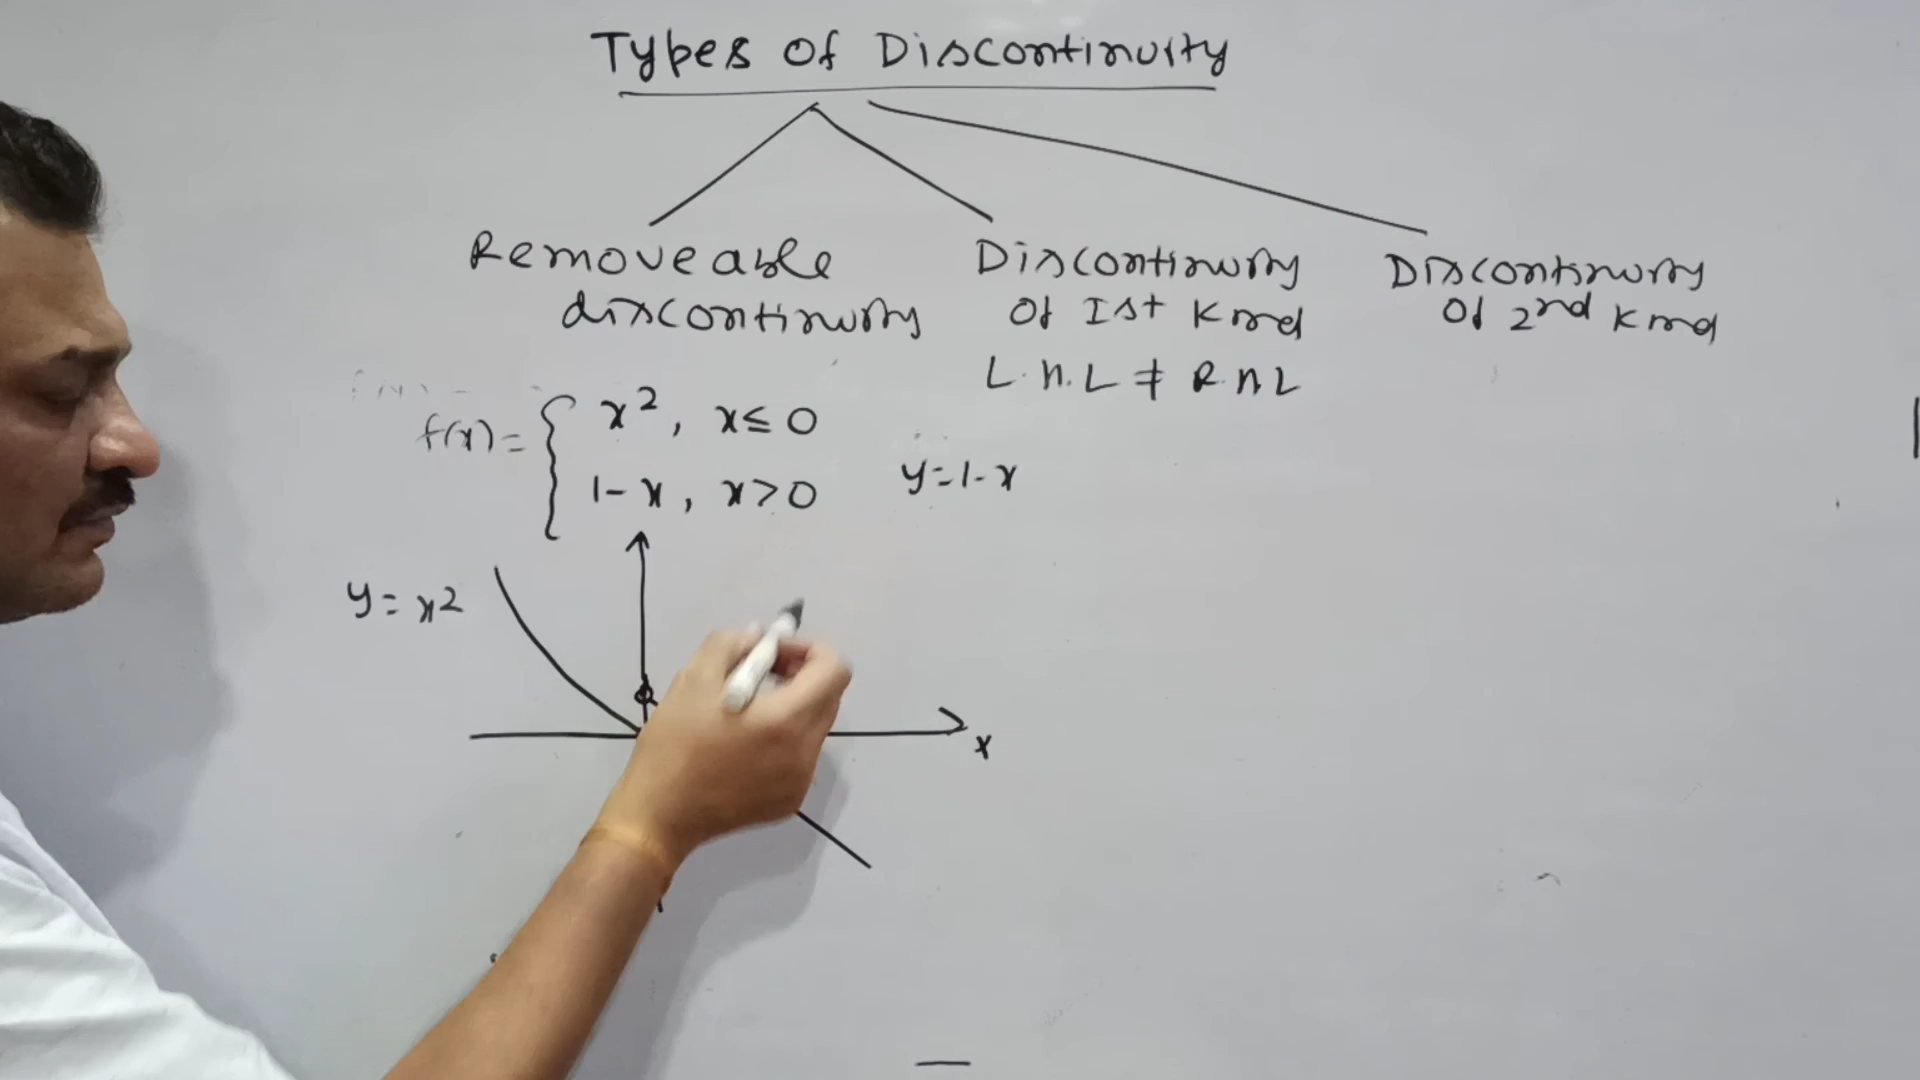 Types Of Discontinuity
Removeable discontinuity
Discontinuity Of Ist Kind
L.H.L ≠ R.H.L
Discontinuity Of 2nd Kind
f(x) = { x², x ≤ 0
1 - x, x > 0
y = 1 - x
y = x²
x